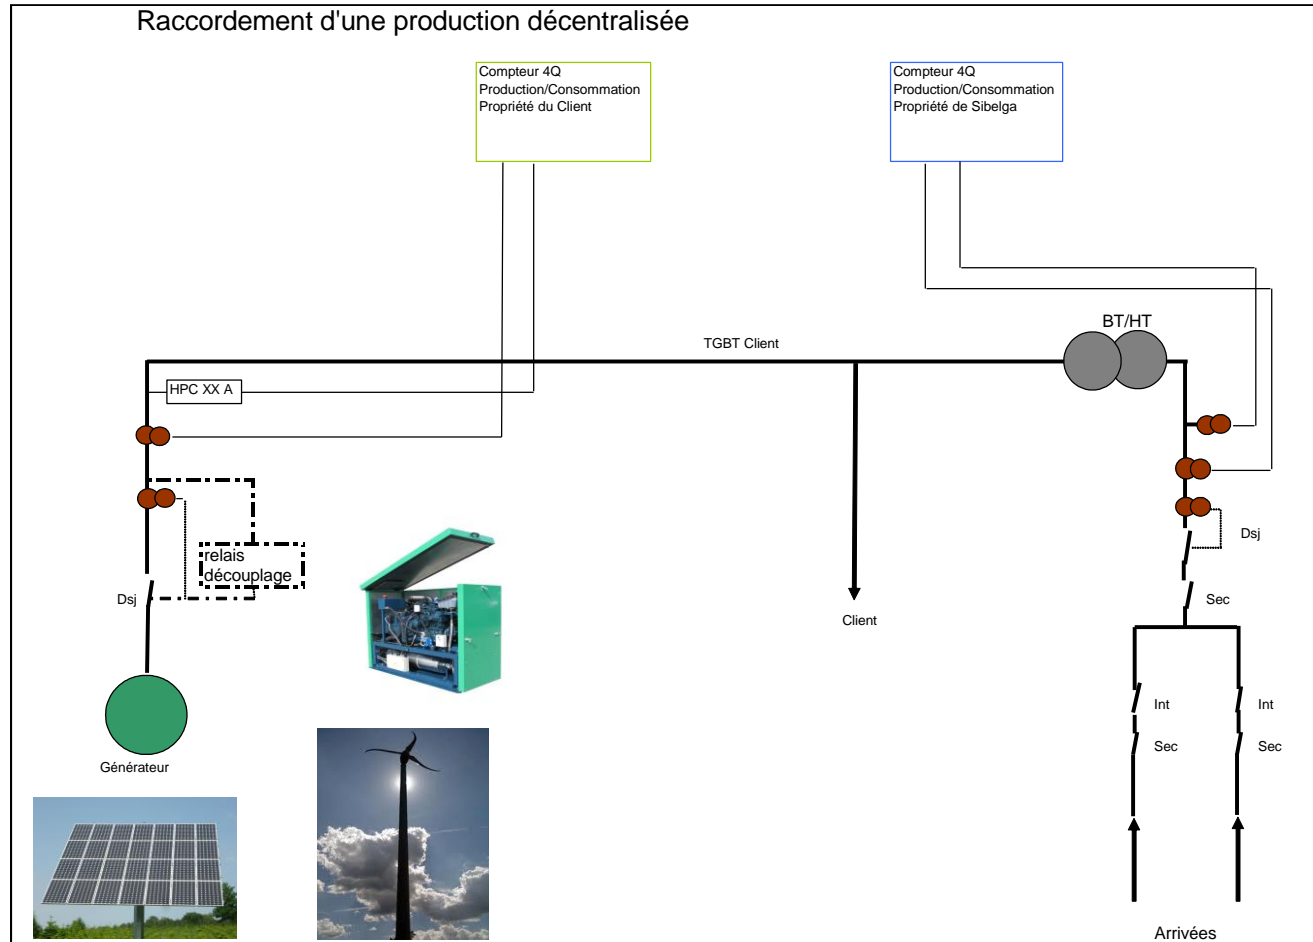 Raccordement d'une production décentralisée
Compteur 4Q
Production/Consommation
Propriété du Client
Compteur 4Q
Production/Consommation
Propriété de Sibelga
BT/HT
TGBT Client
HPC XX A
relais
découplage
Dsj
Dsj
Sec
Client
Int
Int
Sec
Sec
Générateur
Arrivées